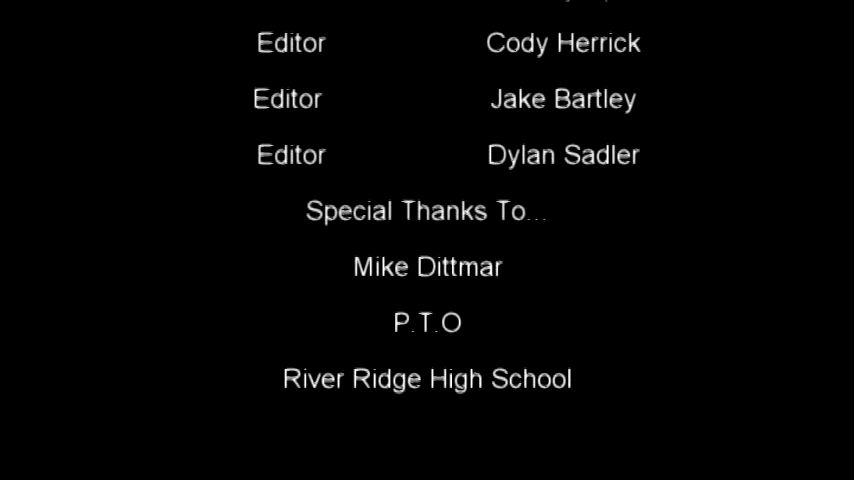 Editor Cody Herrick
Editor Jake Bartley
Editor Dylan Sadler
Special Thanks To...
Mike Dittmar
P.T.O
River Ridge High School